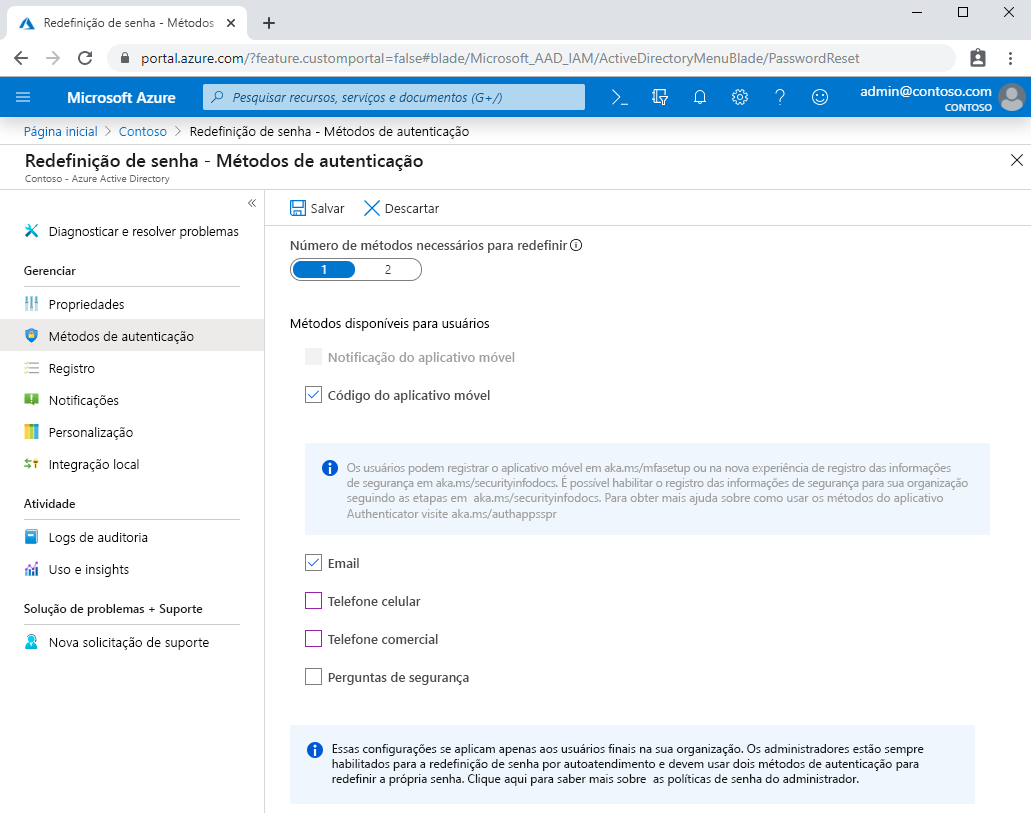 Redefinição de senha - Métodos
portal.azure.com/?feature.customportal=false#blade/Microsoft_AAD_IAM/ActiveDirectoryMenuBlade/PasswordReset
Microsoft Azure
Pesquisar recursos, serviços e documentos (G+/)
admin@contoso.com
CONTOSO
Página inicial > Contoso > Redefinição de senha - Métodos de autenticação
Redefinição de senha - Métodos de autenticação
Contoso - Azure Active Directory
Diagnosticar e resolver problemas
Gerenciar
Propriedades
Métodos de autenticação
Registro
Notificações
Personalização
Integração local
Atividade
Logs de auditoria
Uso e insights
Solução de problemas + Suporte
Nova solicitação de suporte
Salvar
Descartar
Número de métodos necessários para redefinir
1 2
Métodos disponíveis para usuários
Notificação do aplicativo móvel
Código do aplicativo móvel
Os usuários podem registrar o aplicativo móvel em aka.ms/mfasetup ou na nova experiência de registro das informações
de segurança em aka.ms/securityinfodocs. É possível habilitar o registro das informações de segurança para sua organização
seguindo as etapas em aka.ms/securityinfodocs. Para obter mais ajuda sobre como usar os métodos do aplicativo
Authenticator visite aka.ms/authappsspr
Email
Telefone celular
Telefone comercial
Perguntas de segurança
Essas configurações se aplicam apenas aos usuários finais na sua organização. Os administradores estão sempre
habilitados para a redefinição de senha por autoatendimento e devem usar dois métodos de autenticação para
redefinir a própria senha. Clique aqui para saber mais sobre as políticas de senha do administrador.